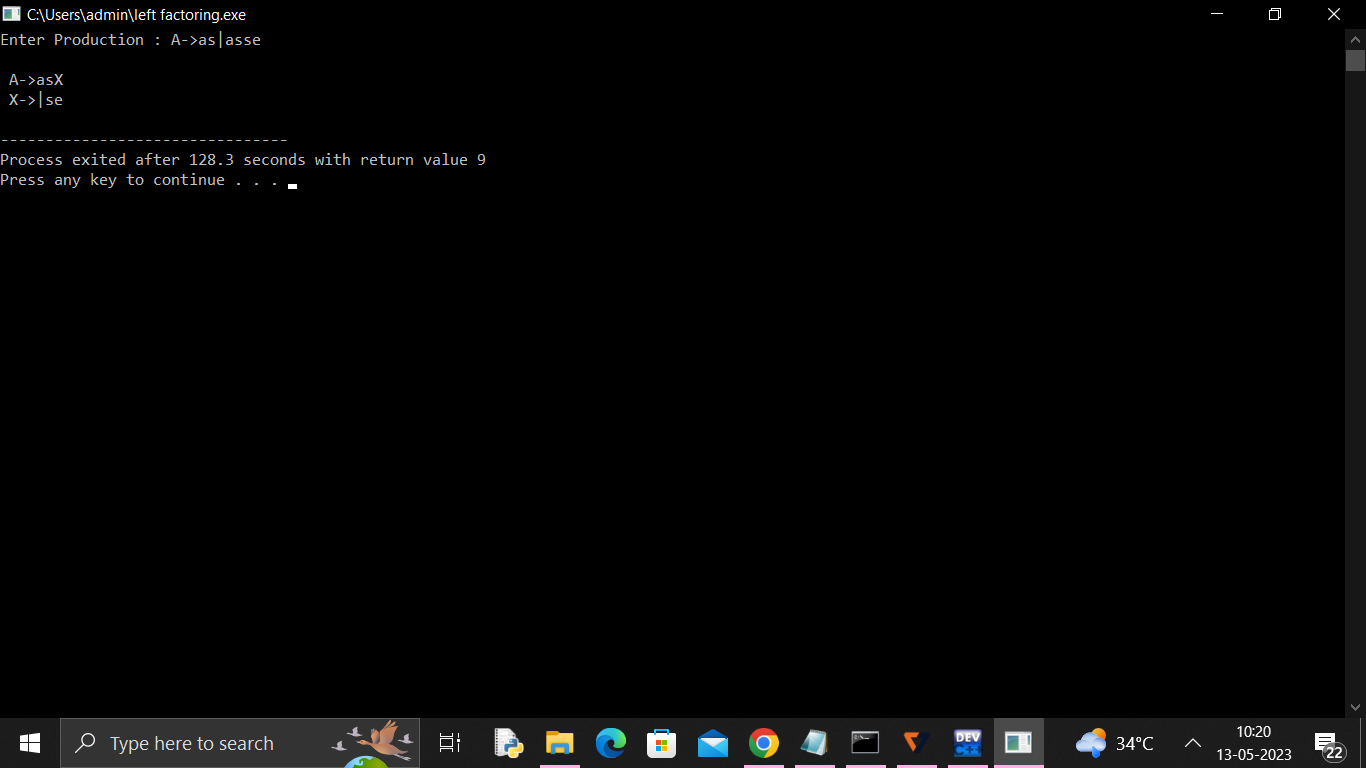 C:\Users\admin\left factoring.exe
Enter Production : A->as|asse
A->asX
X->|se
--------------------------------
Process exited after 128.3 seconds with return value 9
Press any key to continue . . .
Type here to search
DEV
C++
34°C
10:20
13-05-2023
22